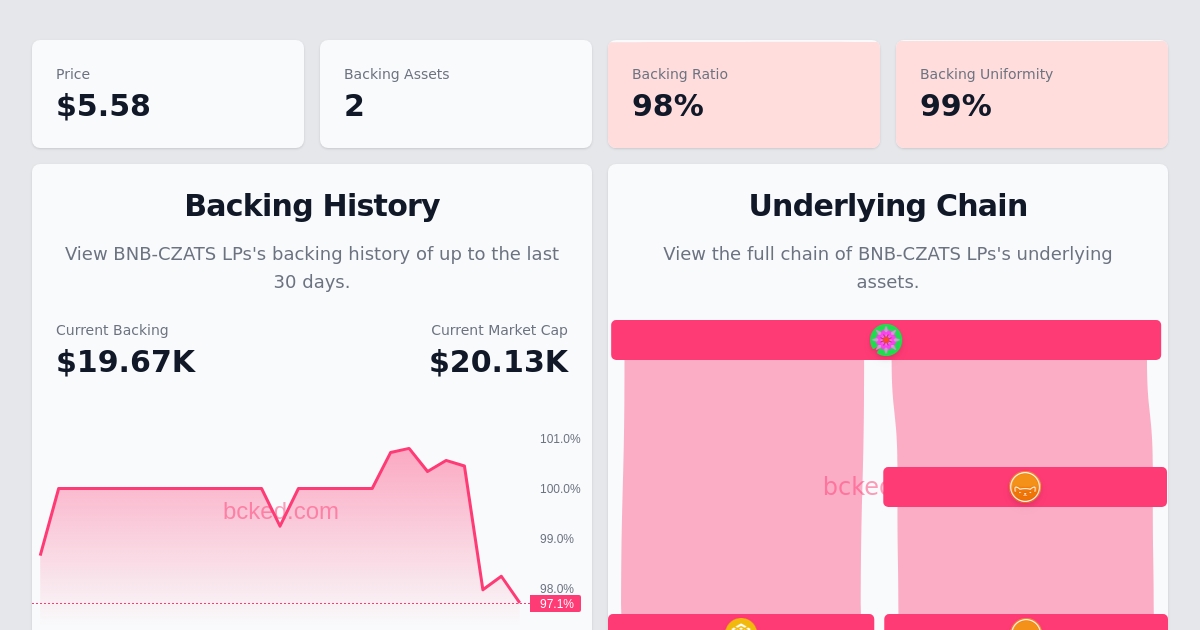 Price
$5.58
Backing Assets
2
Backing Ratio
98%
Backing Uniformity
99%
Backing History
View BNB-CZATS LPs's backing history of up to the last
30 days.
Current Backing
$19.67K
Current Market Cap
$20.13K
101.0%
100.0%
99.0%
98.0%
97.1%
bcked.com
Underlying Chain
View the full chain of BNB-CZATS LPs's underlying
assets.
bcked